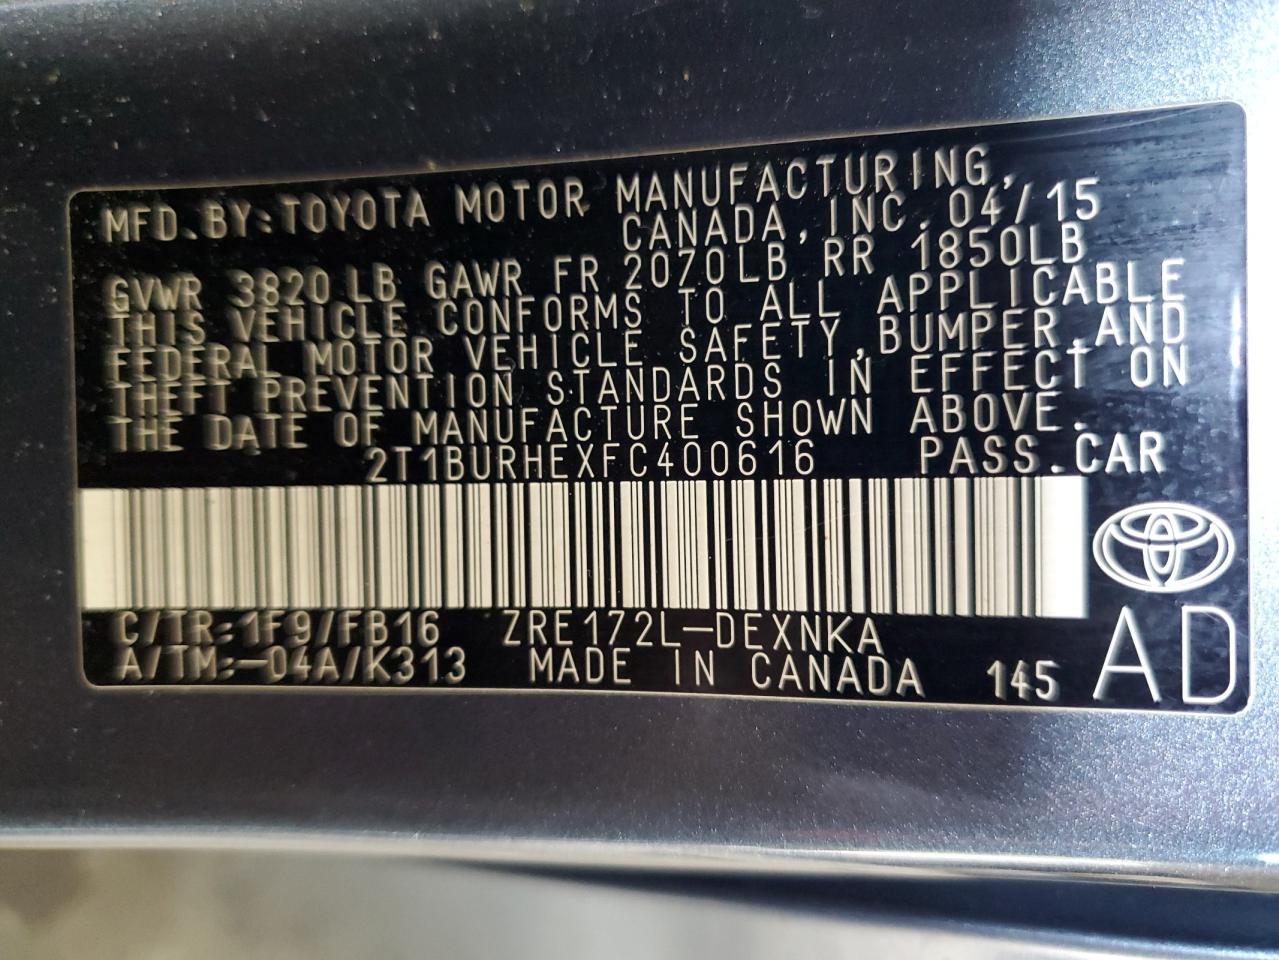 MFD.BY:TOYOTA MOTOR MANUFACTURING,
CANADA,INC.04/15
GVWR 3820LB GAWR FR 2070LB RR 1850LB
THIS VEHICLE CONFORMS TO ALL APPLICABLE
FEDERAL MOTOR VEHICLE SAFETY,BUMPER,AND
THEFT PREVENTION STANDARDS IN EFFECT ON
THE DATE OF MANUFACTURE SHOWN ABOVE.
2T1BURHEXFC400616 PASS.CAR
C/TR:1F9/FB16 ZRE172L-DEXNKA
A/TM:-04A/K313 MADE IN CANADA 145 AD